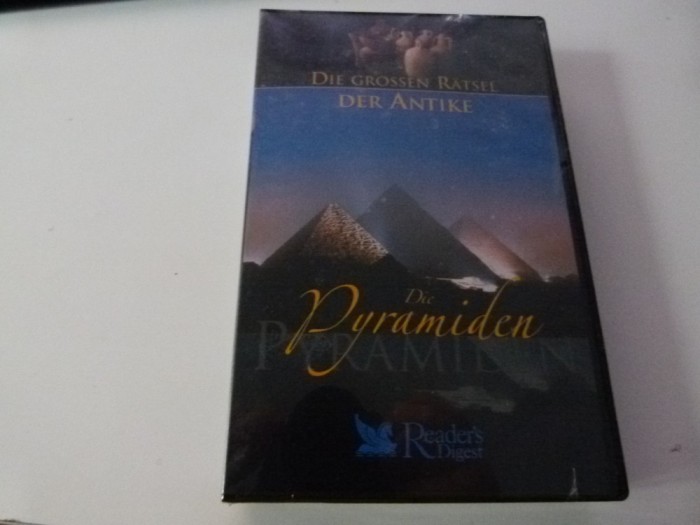 DIE GROSSEN RÄTSEL
DER ANTIKE
Die
Pyramiden
PYRAMIDEN
Reader's
Digest